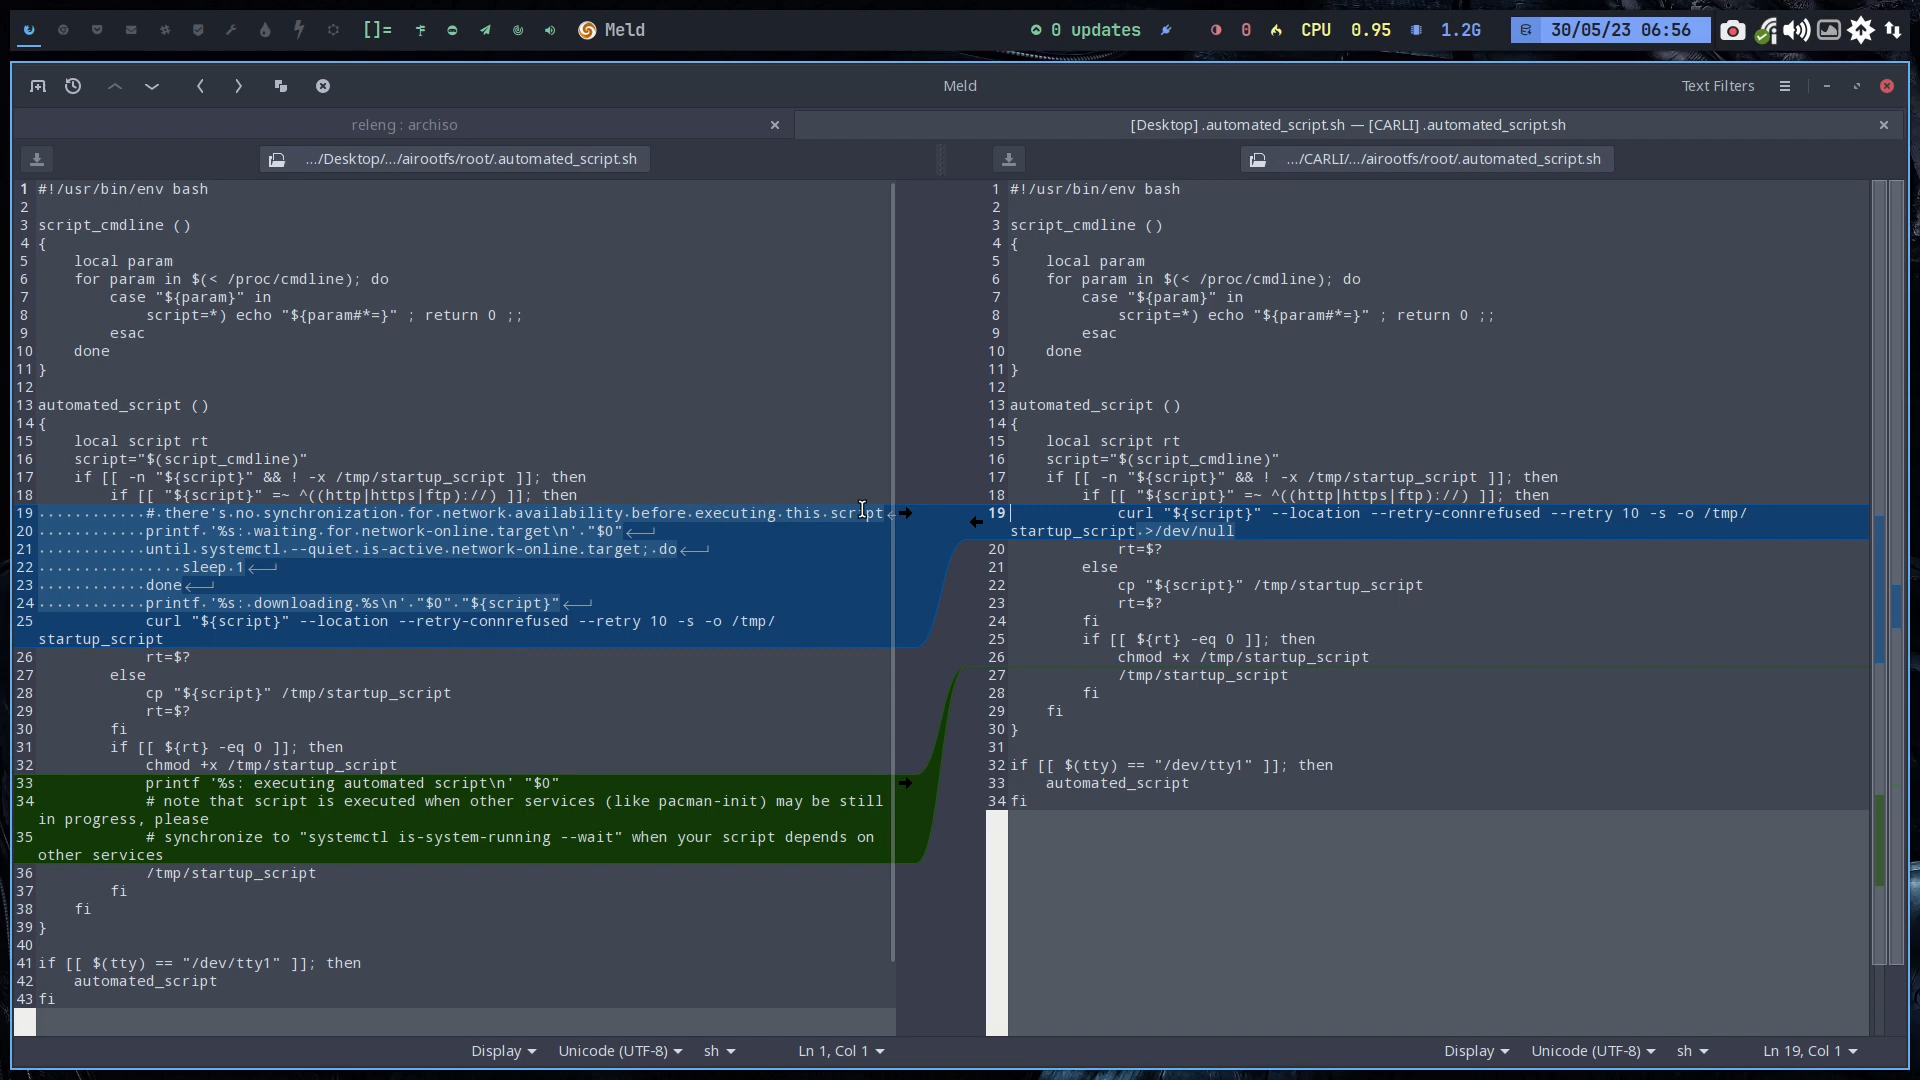 []=
Meld
0 updates
0
CPU 0.95
1.2G
30/05/23 06:56
Meld
Text Filters
releng : archiso
[Desktop] .automated_script.sh — [CARLI] .automated_script.sh
.../Desktop/.../airootfs/root/.automated_script.sh
.../CARLI/.../airootfs/root/.automated_script.sh
1 #!/usr/bin/env bash
2
3 script_cmdline ()
4 {
5     local param
6     for param in $(< /proc/cmdline); do
7         case "${param}" in
8             script=*) echo "${param#*=}" ; return 0 ;;
9         esac
10     done
11 }
12
13 automated_script ()
14 {
15     local script rt
16     script="$(script_cmdline)"
17     if [[ -n "${script}" && ! -x /tmp/startup_script ]]; then
18         if [[ "${script}" =~ ^((http|https|ftp)://) ]]; then
19 ............#.there's.no.synchronization.for.network.availability.before.executing.this.script
20 ............printf.'%s:.waiting.for.network-online.target\n'."$0"
21 ............until.systemctl.--quiet.is-active.network-online.target;.do
22 ................sleep.1
23 ............done
24 ............printf.'%s:.downloading.%s\n'."$0"."${script}"
25             curl "${script}" --location --retry-connrefused --retry 10 -s -o /tmp/
startup_script
26             rt=$?
27         else
28             cp "${script}" /tmp/startup_script
29             rt=$?
30         fi
31         if [[ ${rt} -eq 0 ]]; then
32             chmod +x /tmp/startup_script
33             printf '%s: executing automated script\n' "$0"
34             # note that script is executed when other services (like pacman-init) may be still
in progress, please
35             # synchronize to "systemctl is-system-running --wait" when your script depends on
other services
36             /tmp/startup_script
37         fi
38     fi
39 }
40
41 if [[ $(tty) == "/dev/tty1" ]]; then
42     automated_script
43 fi
1 #!/usr/bin/env bash
2
3 script_cmdline ()
4 {
5     local param
6     for param in $(< /proc/cmdline); do
7         case "${param}" in
8             script=*) echo "${param#*=}" ; return 0 ;;
9         esac
10     done
11 }
12
13 automated_script ()
14 {
15     local script rt
16     script="$(script_cmdline)"
17     if [[ -n "${script}" && ! -x /tmp/startup_script ]]; then
18         if [[ "${script}" =~ ^((http|https|ftp)://) ]]; then
19             curl "${script}" --location --retry-connrefused --retry 10 -s -o /tmp/
startup_script.>/dev/null
20             rt=$?
21         else
22             cp "${script}" /tmp/startup_script
23             rt=$?
24         fi
25         if [[ ${rt} -eq 0 ]]; then
26             chmod +x /tmp/startup_script
27             /tmp/startup_script
28         fi
29     fi
30 }
31
32 if [[ $(tty) == "/dev/tty1" ]]; then
33     automated_script
34 fi
Display
Unicode (UTF-8)
sh
Ln 1, Col 1
Display
Unicode (UTF-8)
sh
Ln 19, Col 1